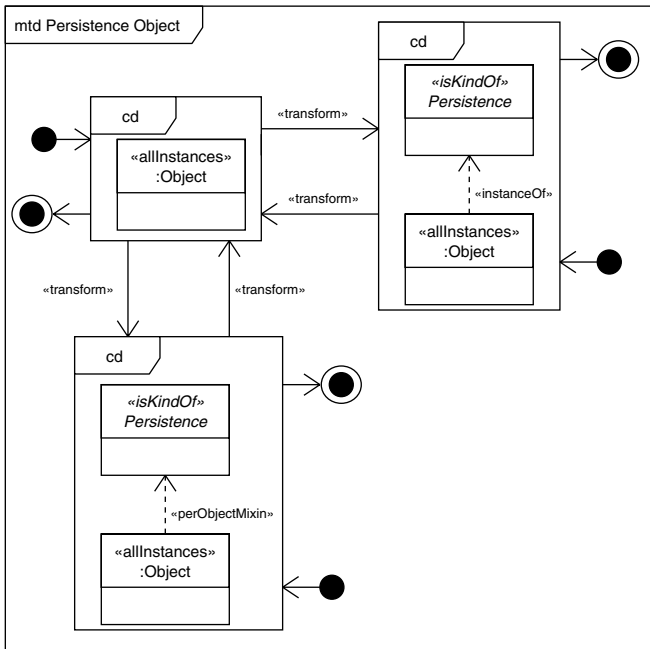 mtd Persistence Object
cd
«isKindOf»
Persistence
«instanceOf»
«allInstances»
:Object
cd
«allInstances»
:Object
«transform»
«transform»
«transform»
«transform»
cd
«isKindOf»
Persistence
«perObjectMixin»
«allInstances»
:Object